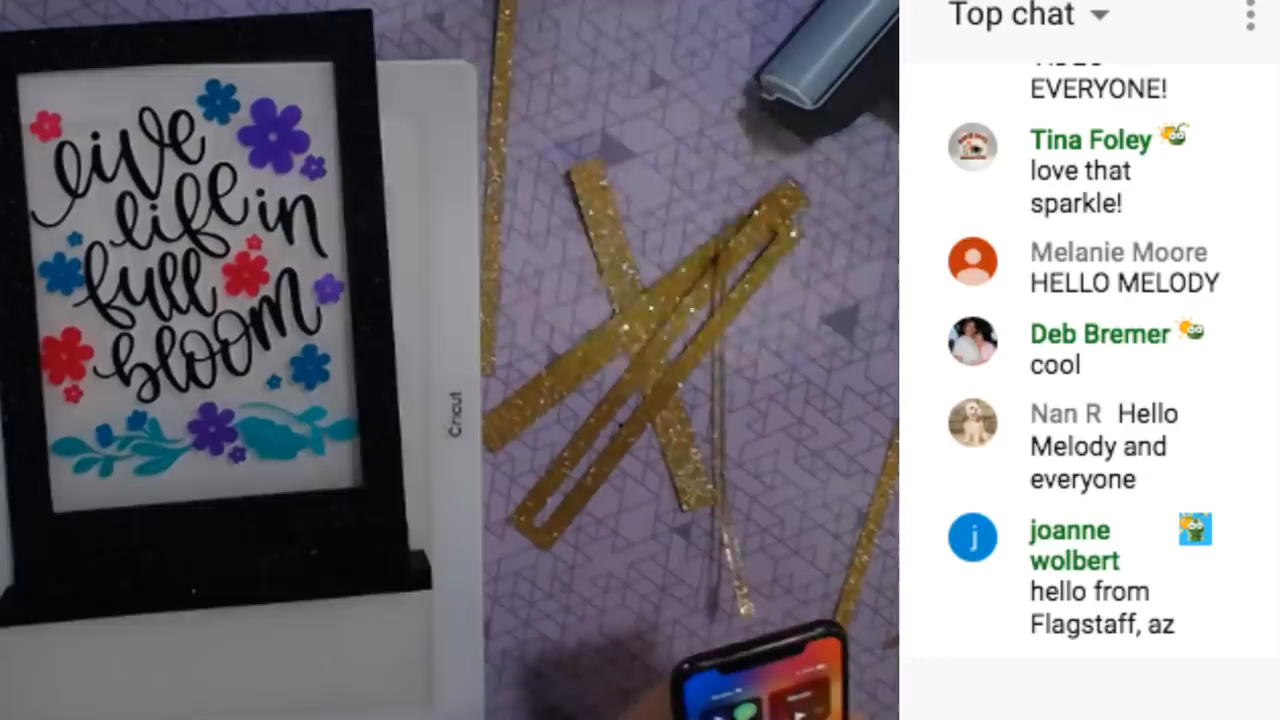 live
life in
full
bloom
Cricut
Top chat
EVERYONE!
Tina Foley
love that
sparkle!
Melanie Moore
HELLO MELODY
Deb Bremer
cool
Nan R Hello
Melody and
everyone
j
joanne
wolbert
hello from
Flagstaff, az